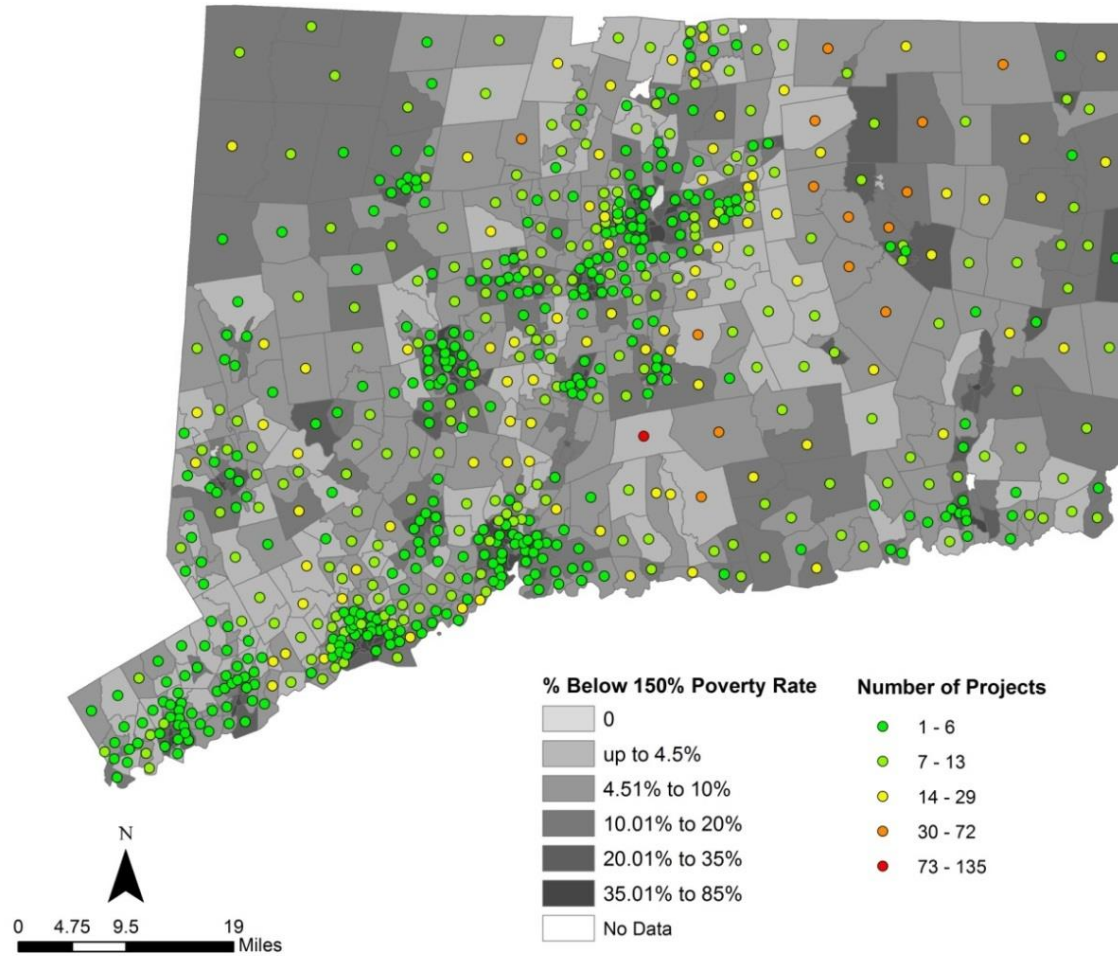 % Below 150% Poverty Rate
0
up to 4.5%
4.51% to 10%
10.01% to 20%
20.01% to 35%
35.01% to 85%
No Data
Number of Projects
1 - 6
7 - 13
14 - 29
30 - 72
73 - 135
N
0 4.75 9.5 19
Miles